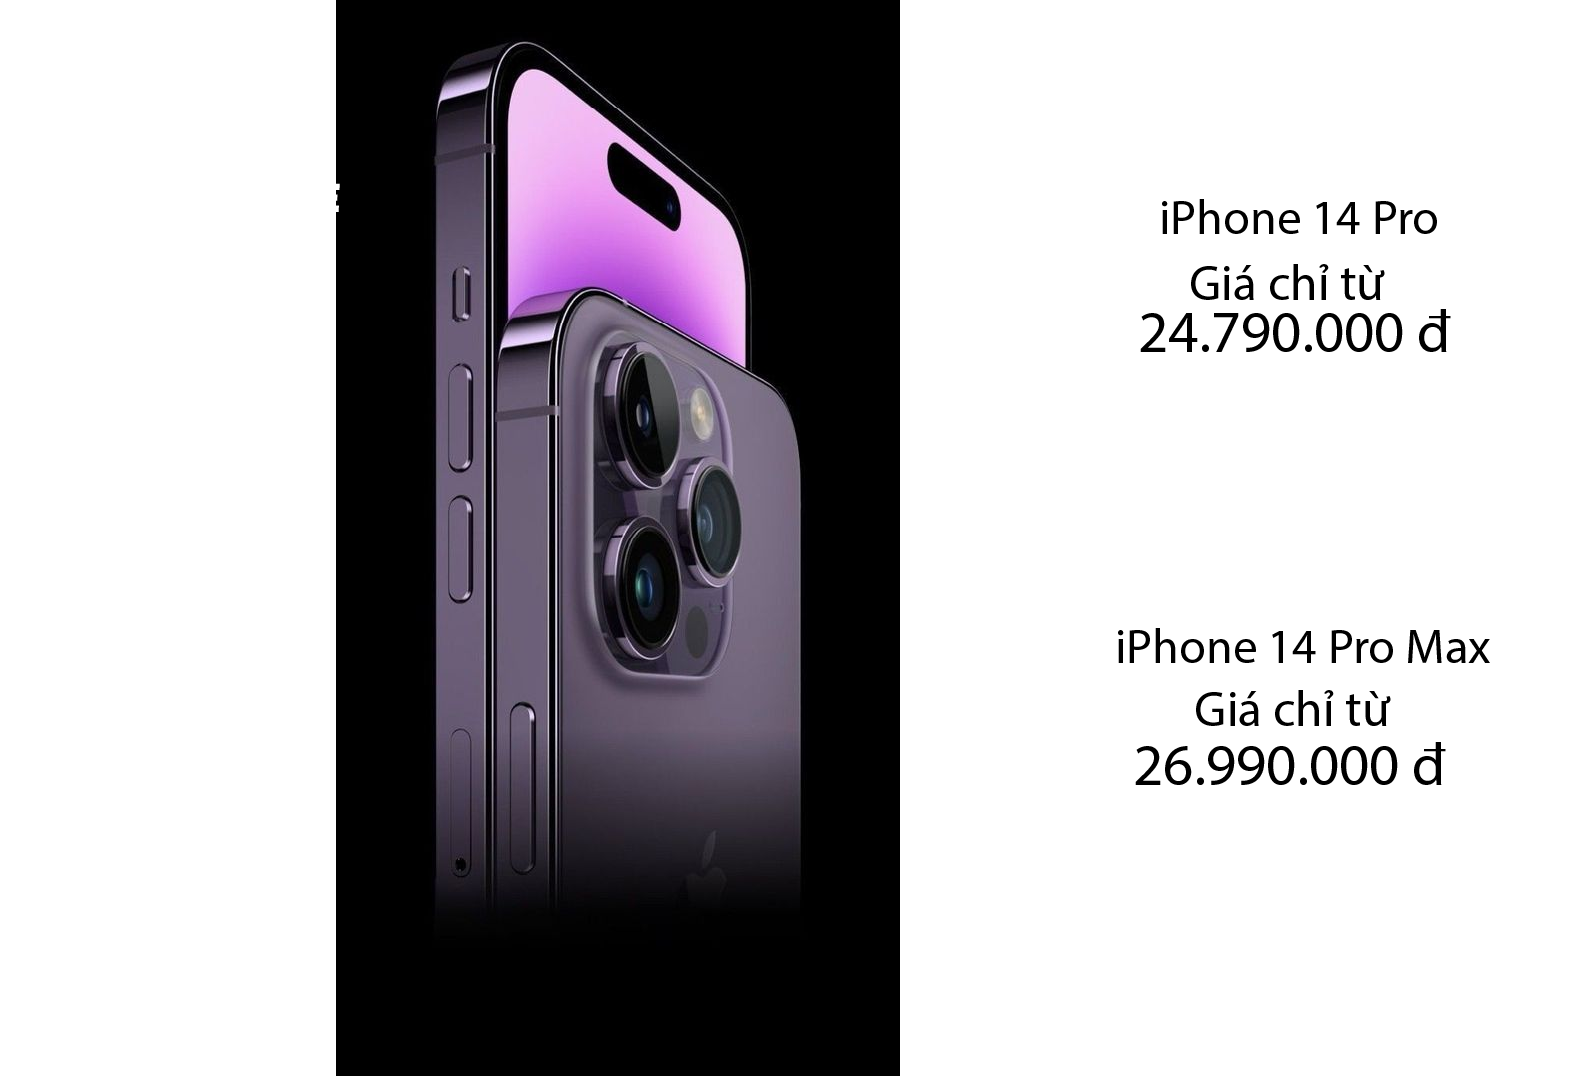 iPhone 14 Pro
Giá chỉ từ
24.790.000 đ
iPhone 14 Pro Max
Giá chỉ từ
26.990.000 đ